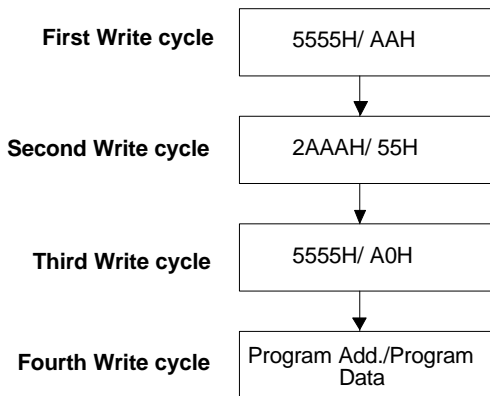 First Write cycle
5555H/ AAH
Second Write cycle
2AAAH/ 55H
Third Write cycle
5555H/ A0H
Fourth Write cycle
Program Add./Program
Data